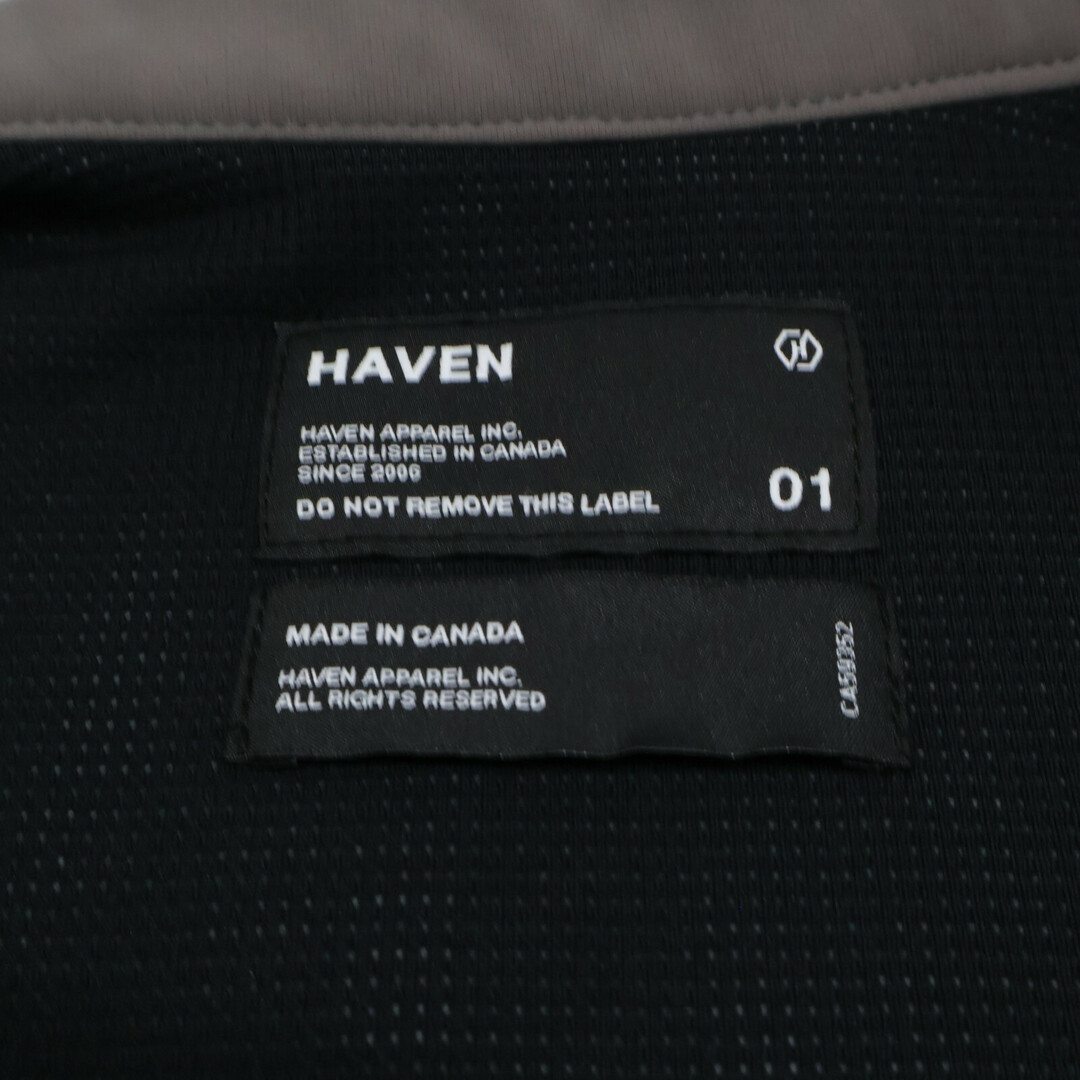 HAVEN
HAVEN APPAREL INC.
ESTABLISHED IN CANADA
SINCE 2006
DO NOT REMOVE THIS LABEL
01
MADE IN CANADA
HAVEN APPAREL INC.
ALL RIGHTS RESERVED
CA59352